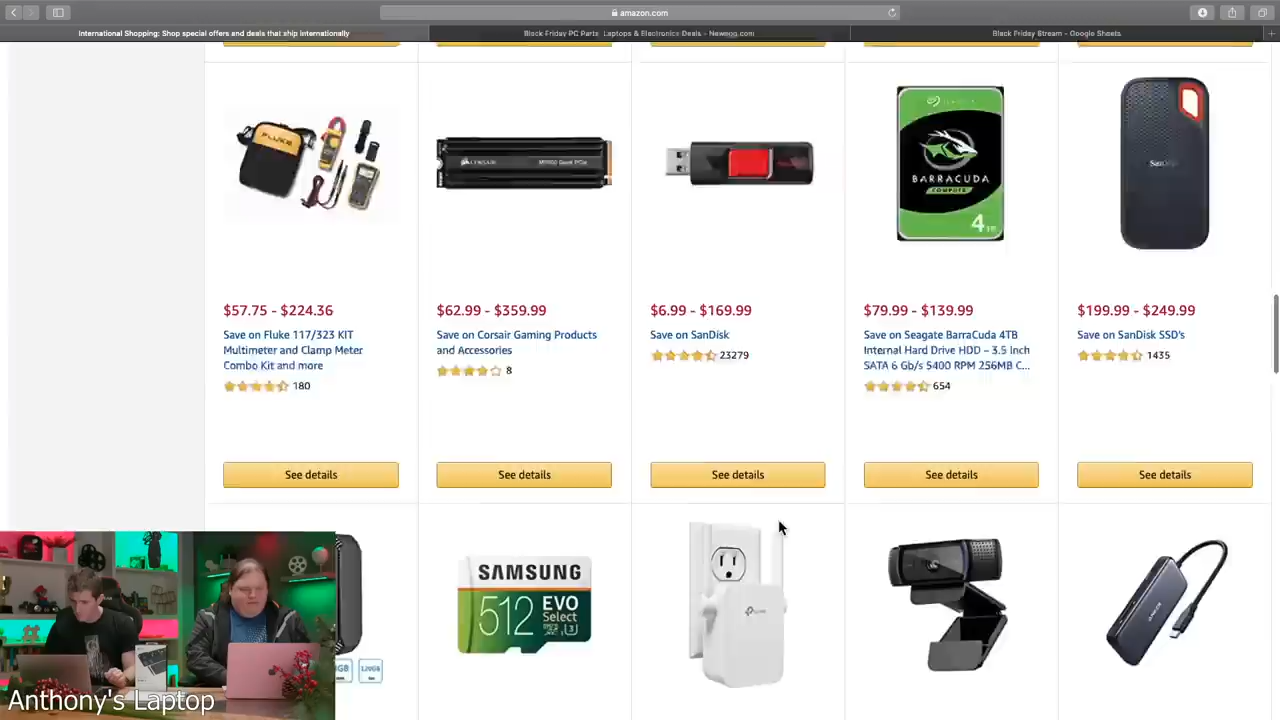 amazon.com
International Shopping: Shop special offers and deals that ship internationally
Black Friday PC Parts, Laptops & Electronics Deals - Newegg.com
Black Friday Stream - Google Sheets
FLUKE
CORSAIR
BARRACUDA
COMPUTE
4
SanDisk
$57.75 - $224.36
Save on Fluke 117/323 KIT
Multimeter and Clamp Meter
Combo Kit and more
180
$62.99 - $359.99
Save on Corsair Gaming Products
and Accessories
8
$6.99 - $169.99
Save on SanDisk
23279
$79.99 - $139.99
Save on Seagate BarraCuda 4TB
Internal Hard Drive HDD – 3.5 Inch
SATA 6 Gb/s 5400 RPM 256MB C...
654
$199.99 - $249.99
Save on SanDisk SSD's
1435
See details
See details
See details
See details
See details
SAMSUNG
512
EVO
Select
120GB
Anthony's Laptop